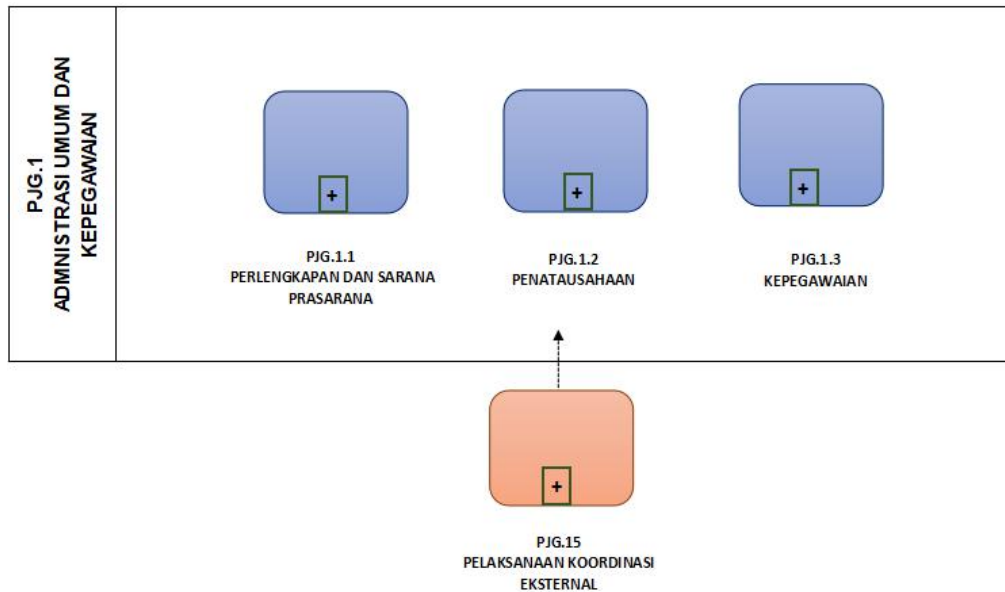 PJG.1
ADMNISTRASI UMUM DAN
KEPEGAWAIAN
+
+
+
PJG.1.1
PERLENGKAPAN DAN SARANA
PRASARANA
PJG.1.2
PENATAUSAHAAN
PJG.1.3
KEPEGAWAIAN
+
PJG.15
PELAKSANAAN KOORDINASI
EKSTERNAL